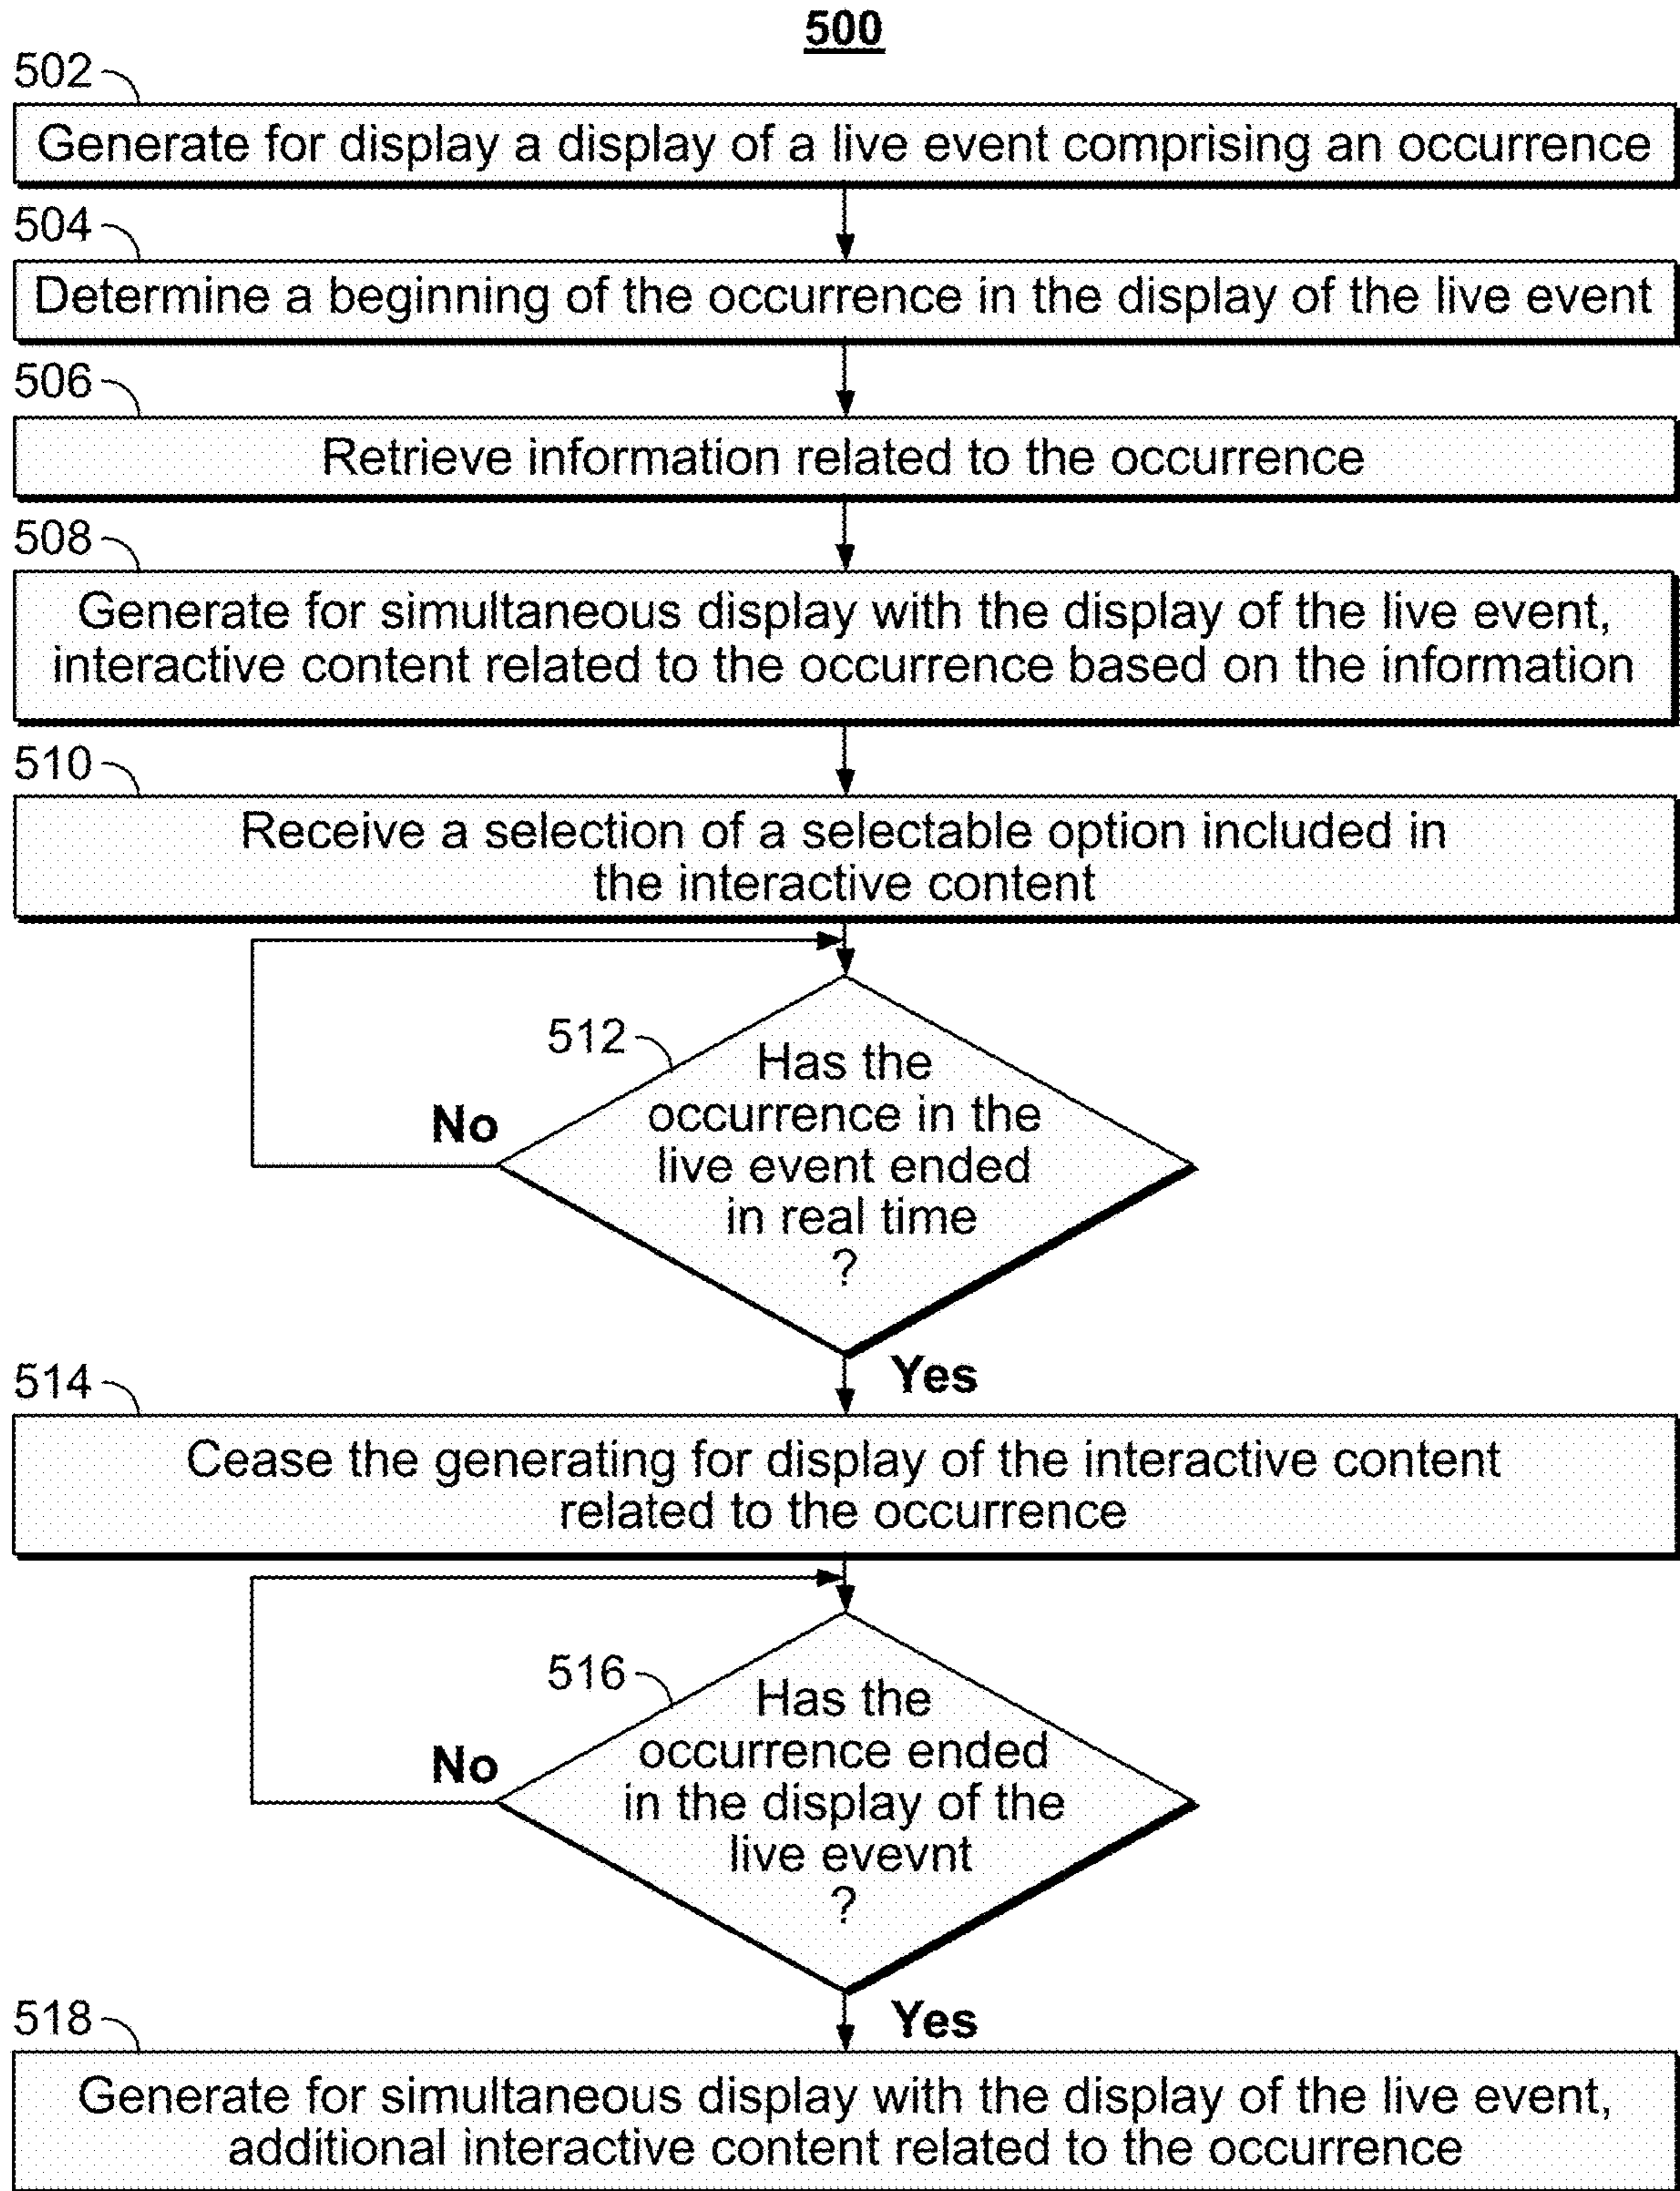 500
502
Generate for display a display of a live event comprising an occurrence
504
Determine a beginning of the occurrence in the display of the live event
506
Retrieve information related to the occurrence
508
Generate for simultaneous display with the display of the live event,
interactive content related to the occurrence based on the information
510
Receive a selection of a selectable option included in
the interactive content
512
Has the
occurrence in the
live event ended
in real time
?
No
Yes
514
Cease the generating for display of the interactive content
related to the occurrence
516
Has the
occurrence ended
in the display of the
live evevnt
?
No
Yes
518
Generate for simultaneous display with the display of the live event,
additional interactive content related to the occurrence